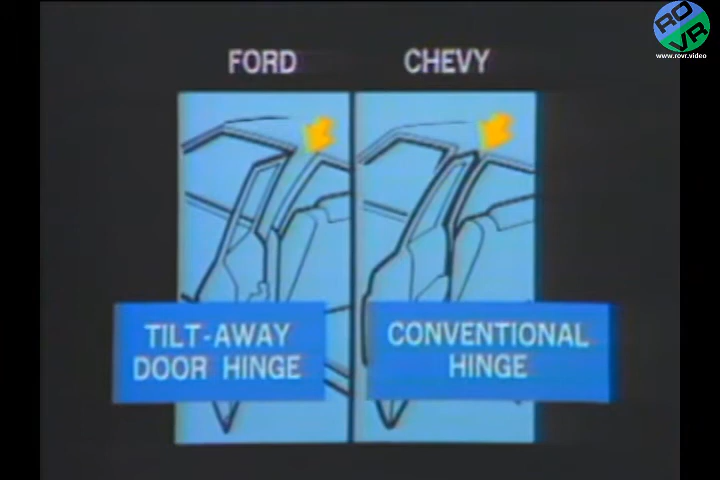 RO
VR
www.rovr.video
FORD
CHEVY
TILT-AWAY
DOOR HINGE
CONVENTIONAL
HINGE